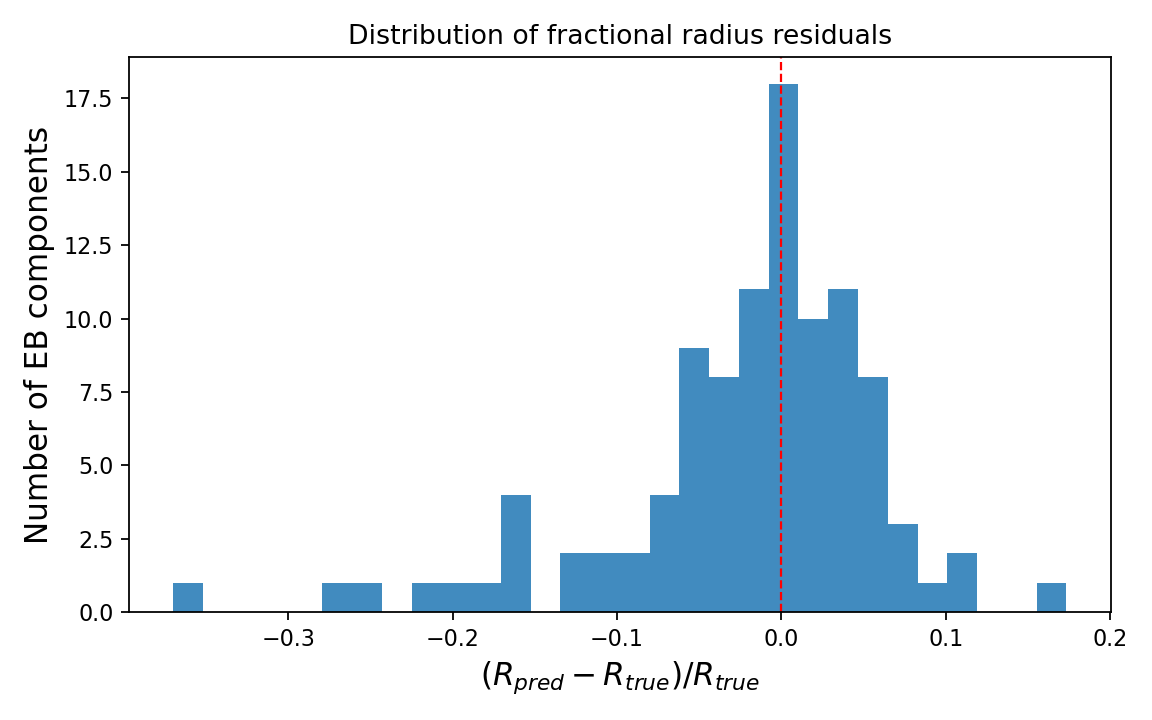 Distribution of fractional radius residuals
Number of EB components
17.5
15.0
12.5
10.0
7.5
5.0
2.5
0.0
−0.3 −0.2 −0.1 0.0 0.1 0.2
(R_pred − R_true)/R_true